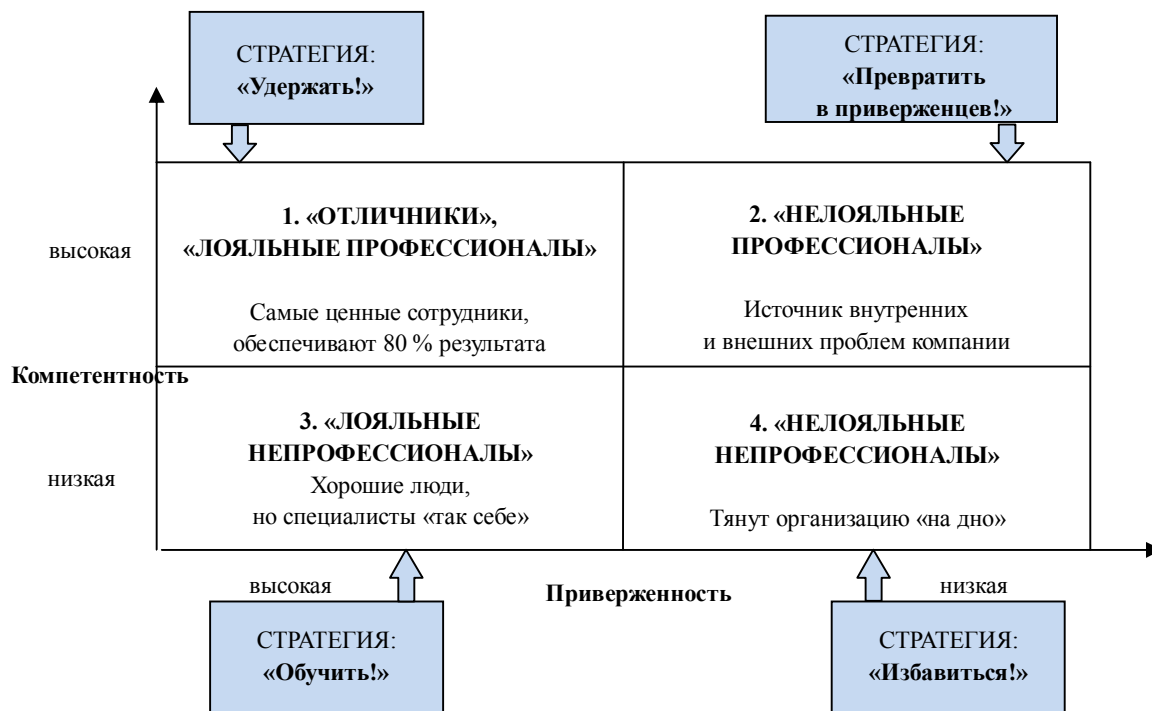 СТРАТЕГИЯ:
«Удержать!»
СТРАТЕГИЯ:
«Превратить
в приверженцев!»
высокая
1. «ОТЛИЧНИКИ»,
«ЛОЯЛЬНЫЕ ПРОФЕССИОНАЛЫ»
Самые ценные сотрудники,
обеспечивают 80 % результата
2. «НЕЛОЯЛЬНЫЕ
ПРОФЕССИОНАЛЫ»
Источник внутренних
и внешних проблем компании
Компетентность
низкая
3. «ЛОЯЛЬНЫЕ
НЕПРОФЕССИОНАЛЫ»
Хорошие люди,
но специалисты «так себе»
4. «НЕЛОЯЛЬНЫЕ
НЕПРОФЕССИОНАЛЫ»
Тянут организацию «на дно»
высокая
Приверженность
низкая
СТРАТЕГИЯ:
«Обучить!»
СТРАТЕГИЯ:
«Избавиться!»